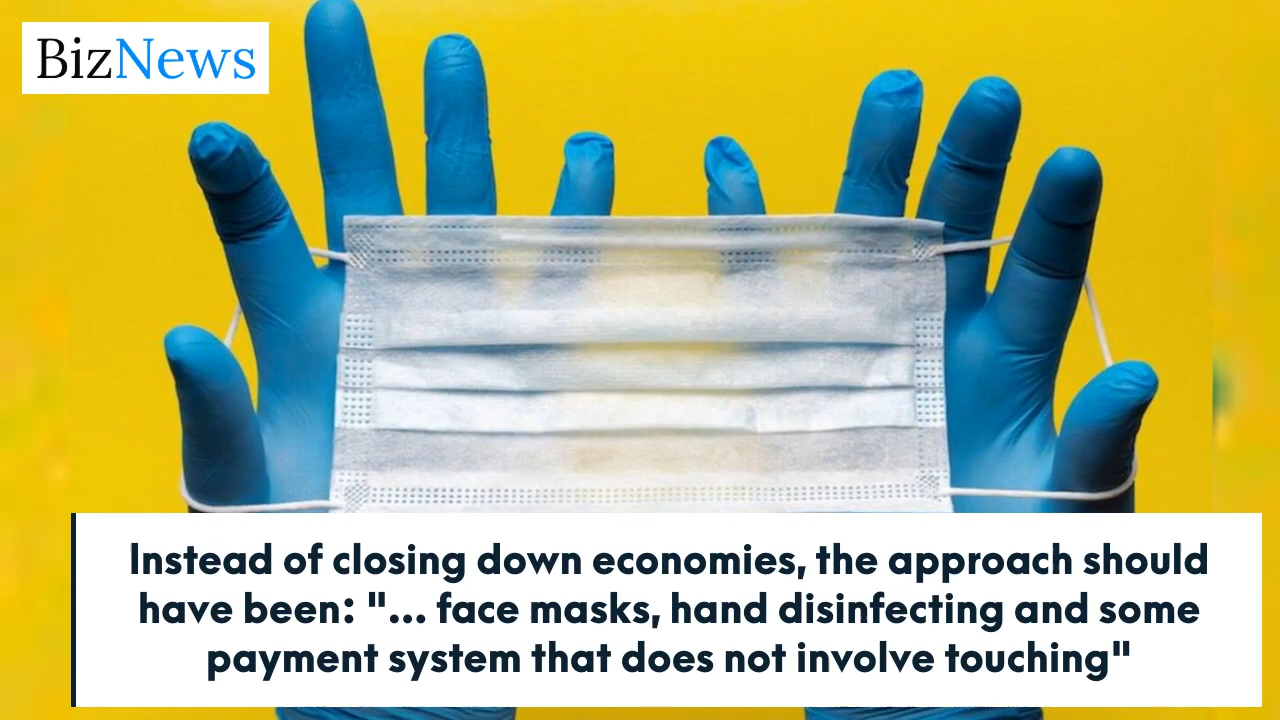 BizNews
Instead of closing down economies, the approach should
have been: "... face masks, hand disinfecting and some
payment system that does not involve touching"